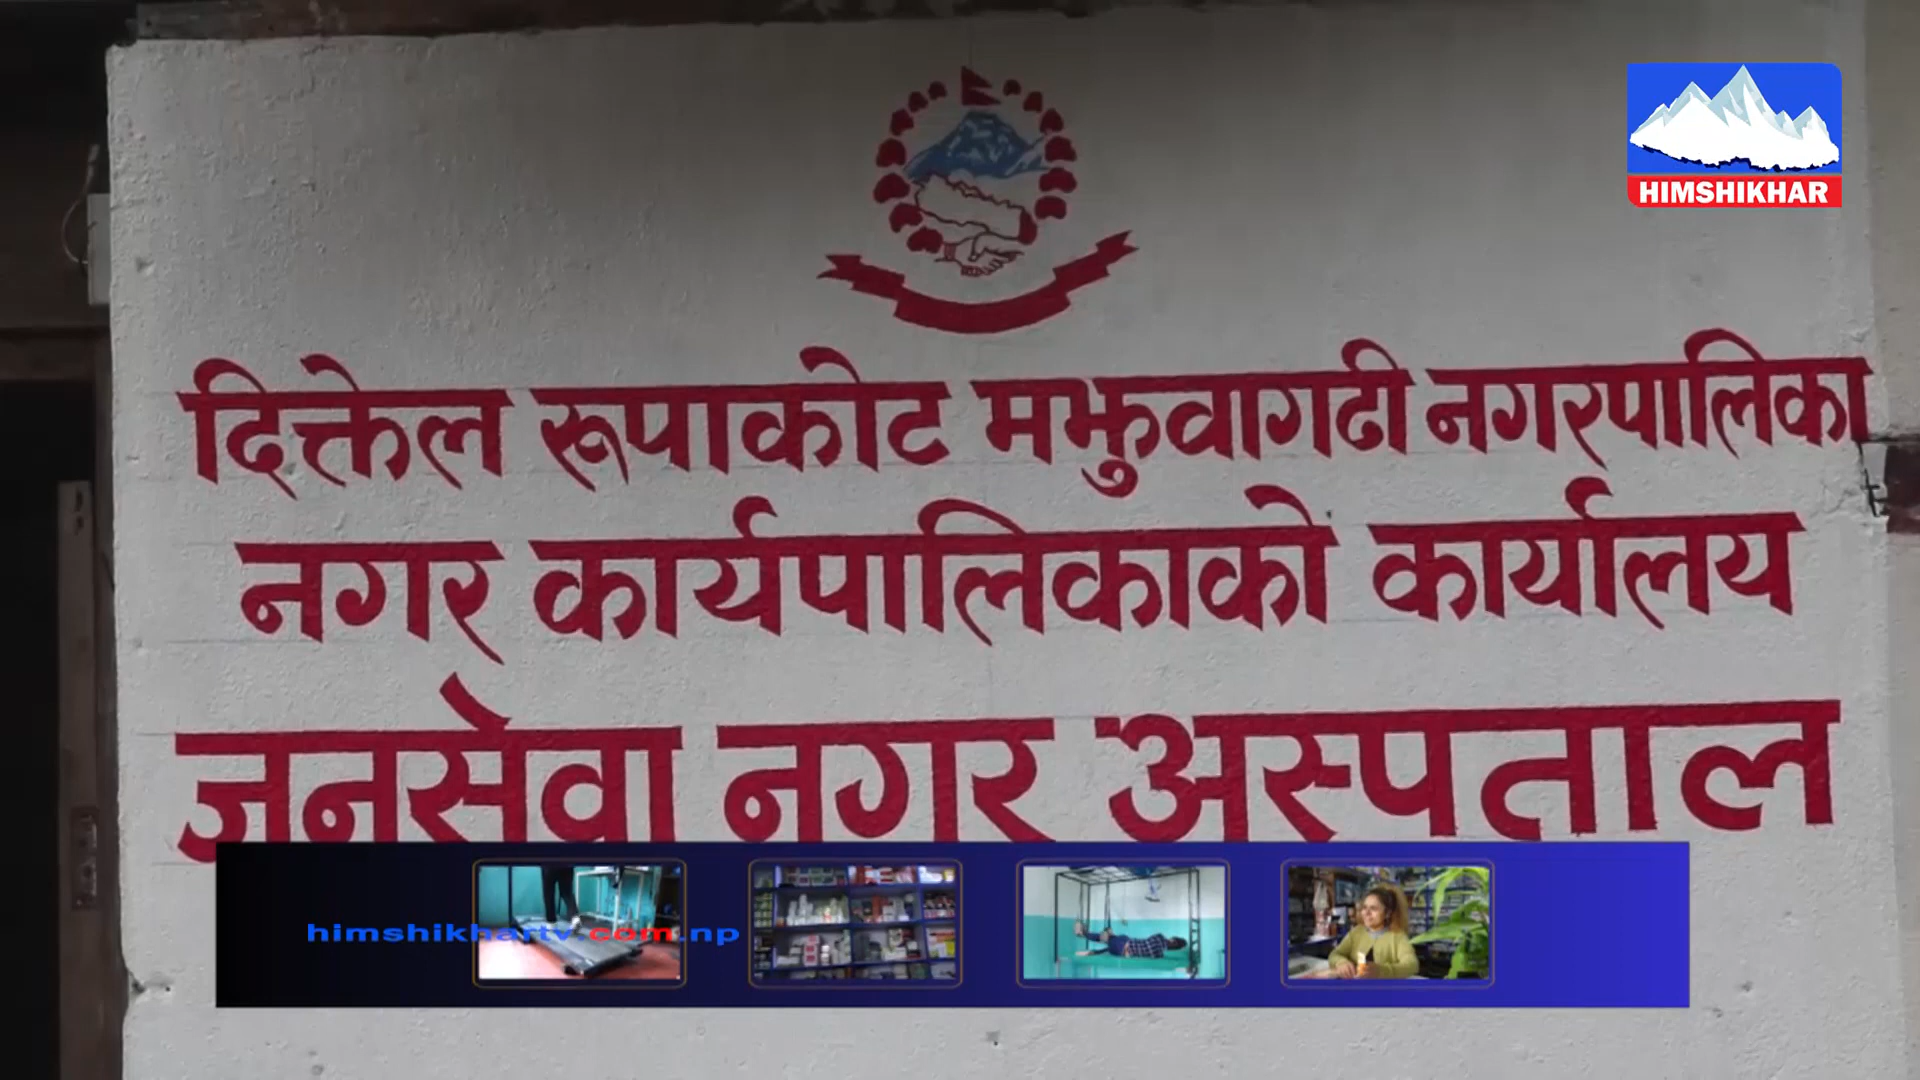 HIMSHIKHAR
दिक्तेल रूपाकोट मझुवागढी नगरपालिका
नगर कार्यपालिकाको कार्यालय
जनसेवा नगर अस्पताल
himshikhartv.com.np